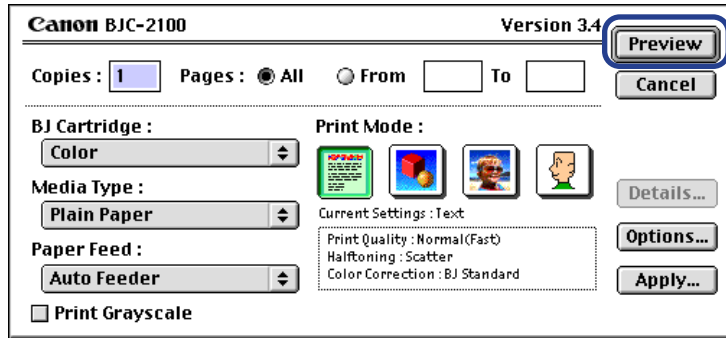 Canon BJC-2100 Version 3.4
Preview
Copies : 1 Pages : All From To
Cancel
BJ Cartridge :
Color
Media Type :
Plain Paper
Paper Feed :
Auto Feeder
Print Grayscale
Print Mode :
Current Settings : Text
Print Quality : Normal(Fast)
Halftoning : Scatter
Color Correction : BJ Standard
Details...
Options...
Apply...